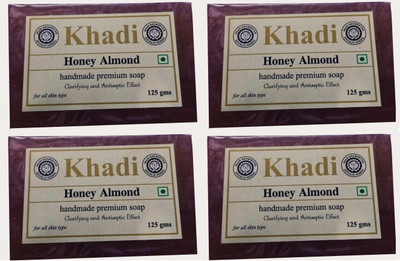 Khadi
Honey Almond
handmade premium soap
Clarifying and Antiseptic Effect
for all skin type 125 gms
Khadi
Honey Almond
handmade premium soap
Clarifying and Antiseptic Effect
for all skin type 125 gms
Khadi
Honey Almond
handmade premium soap
Clarifying and Antiseptic Effect
for all skin type 125 gms
Khadi
Honey Almond
handmade premium soap
Clarifying and Antiseptic Effect
for all skin type 125 gms